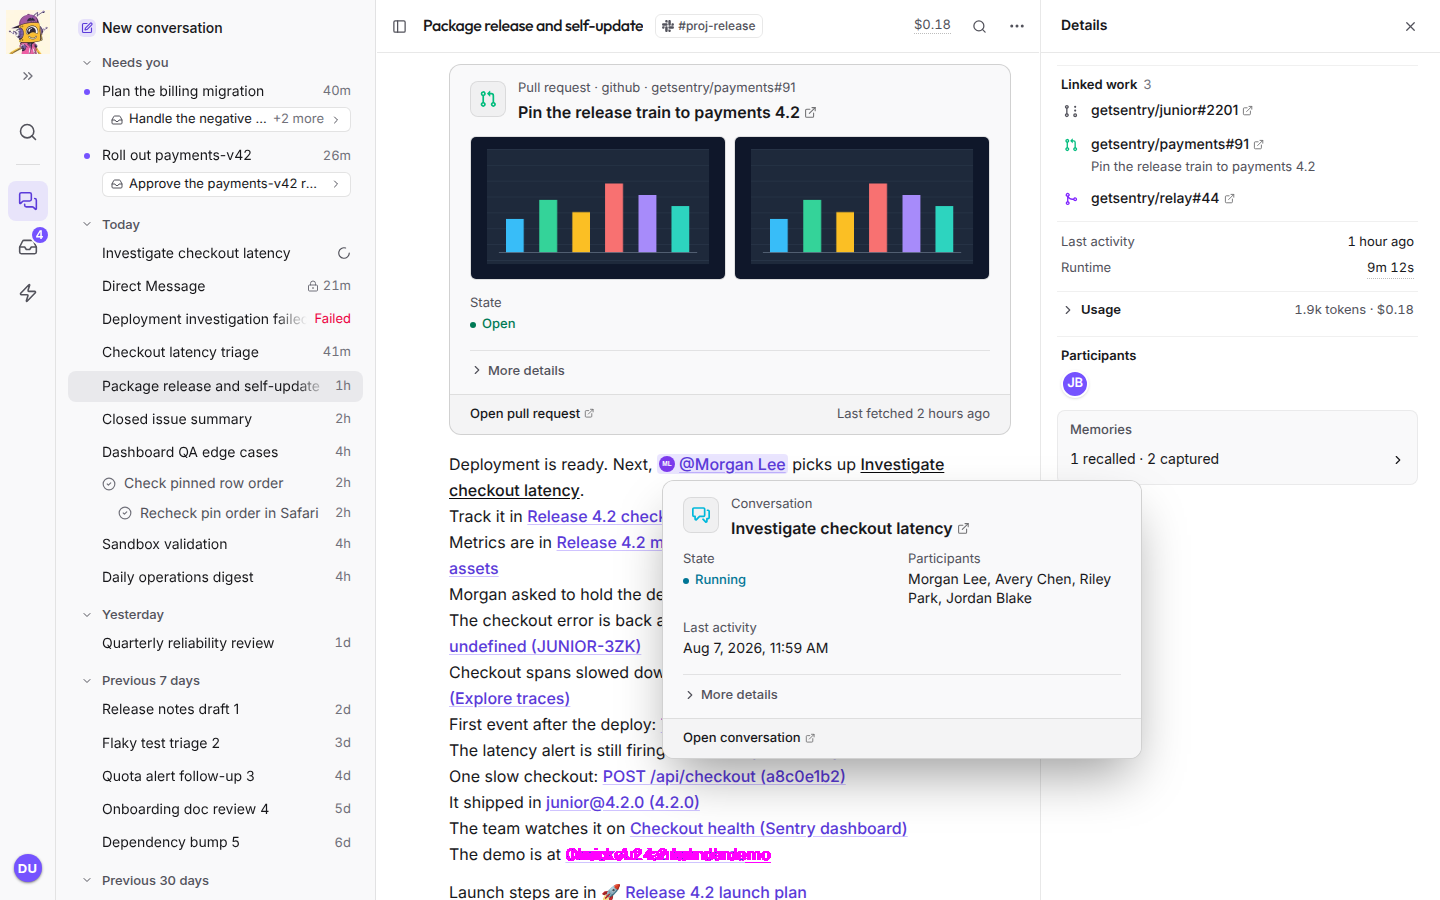 New conversation
Needs you
Plan the billing migration 40m
Handle the negative ... +2 more
Roll out payments-v42 26m
Approve the payments-v42 r...
Today
Investigate checkout latency
Direct Message 21m
Deployment investigation failed Failed
Checkout latency triage 41m
Package release and self-update 1h
Closed issue summary 2h
Dashboard QA edge cases 4h
Check pinned row order 2h
Recheck pin order in Safari 2h
Sandbox validation 4h
Daily operations digest 4h
Yesterday
Quarterly reliability review 1d
Previous 7 days
Release notes draft 1 2d
Flaky test triage 2 3d
Quota alert follow-up 3 4d
Onboarding doc review 4 5d
Dependency bump 5 6d
Previous 30 days
4
DU
Package release and self-update #proj-release $0.18
Pull request · github · getsentry/payments#91
Pin the release train to payments 4.2
State
Open
More details
Open pull request Last fetched 2 hours ago
Deployment is ready. Next, ML @Morgan Lee picks up Investigate
checkout latency.
Track it in Release 4.2 check
Metrics are in Release 4.2 m
assets
Morgan asked to hold the de
The checkout error is back a
undefined (JUNIOR-3ZK)
Checkout spans slowed dow
(Explore traces)
First event after the deploy:
The latency alert is still firing
One slow checkout: POST /api/checkout (a8c0e1b2)
It shipped in junior@4.2.0 (4.2.0)
The team watches it on Checkout health (Sentry dashboard)
The demo is at
Launch steps are in 🚀 Release 4.2 launch plan
Conversation
Investigate checkout latency
State
Running
Participants
Morgan Lee, Avery Chen, Riley
Park, Jordan Blake
Last activity
Aug 7, 2026, 11:59 AM
More details
Open conversation
Details
Linked work 3
getsentry/junior#2201
getsentry/payments#91
Pin the release train to payments 4.2
getsentry/relay#44
Last activity 1 hour ago
Runtime 9m 12s
Usage 1.9k tokens · $0.18
Participants
JB
Memories
1 recalled · 2 captured